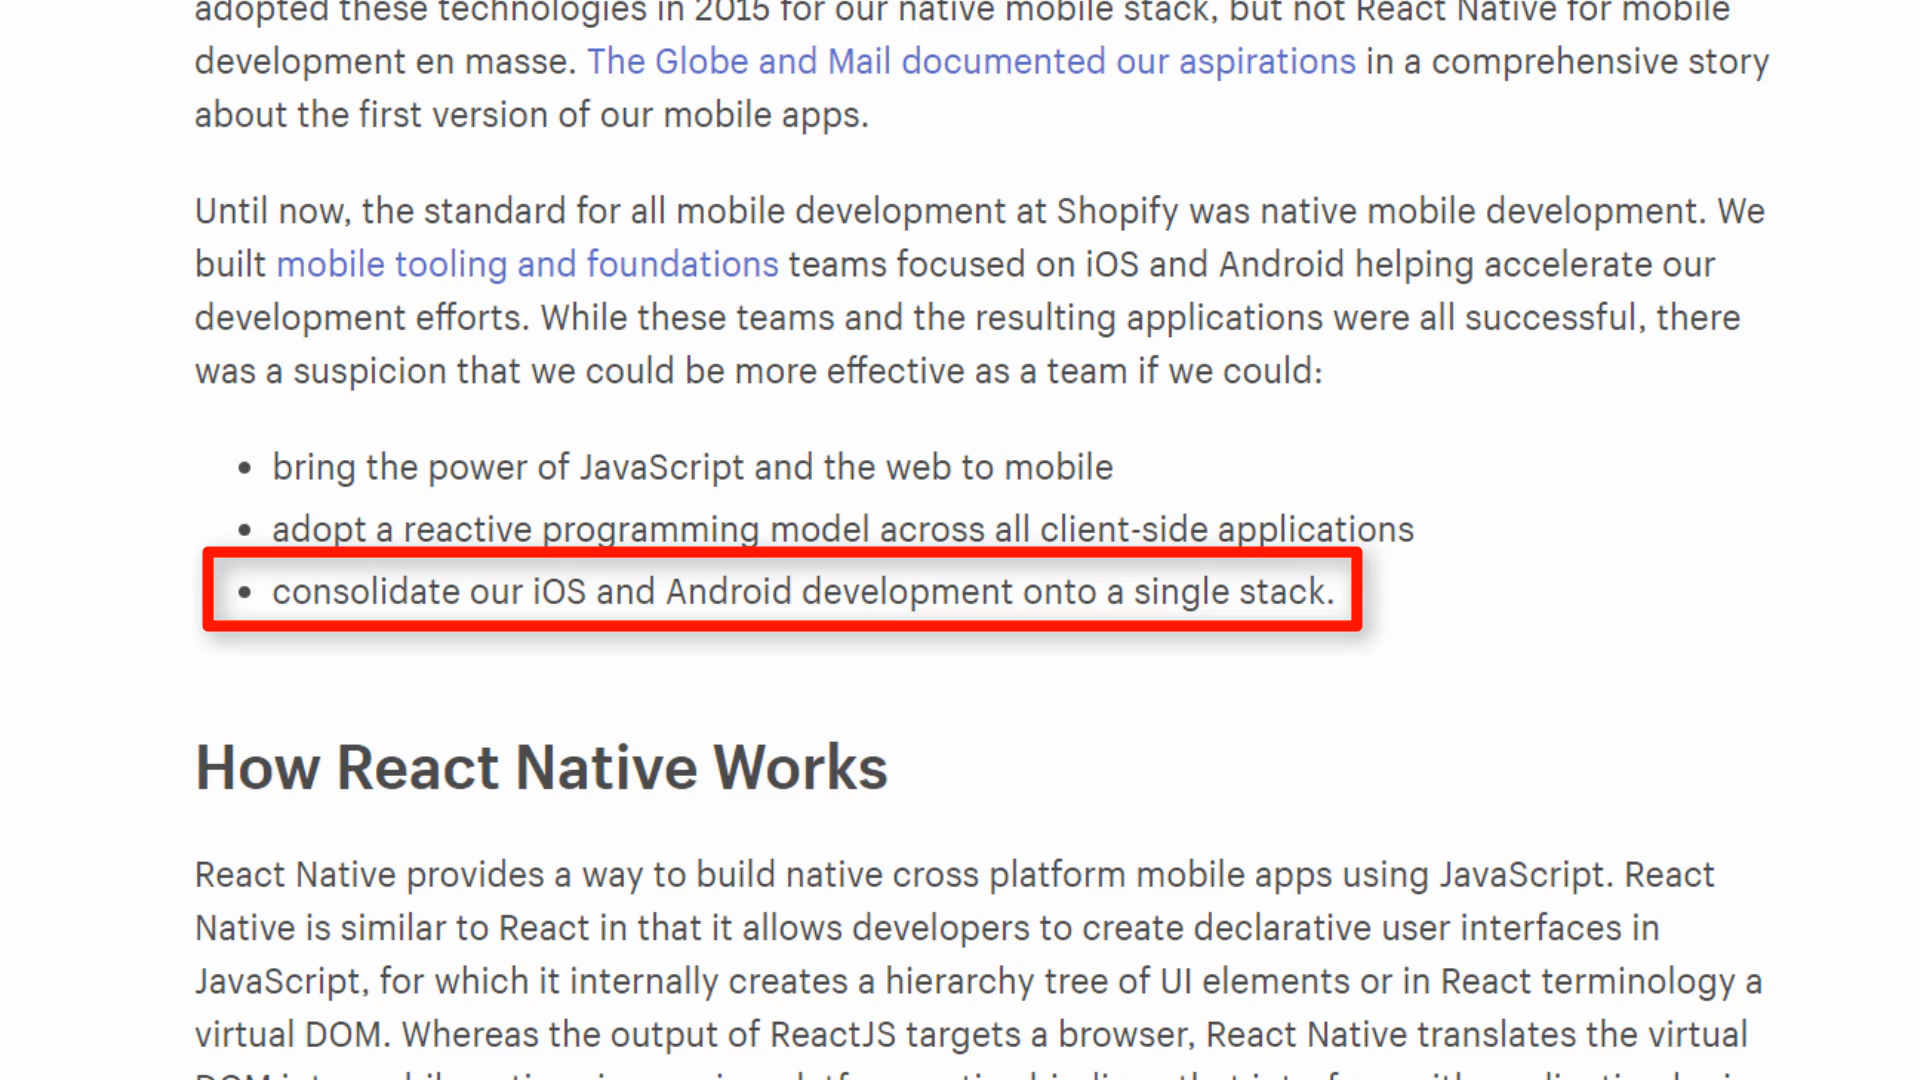 adopted these technologies in 2015 for our native mobile stack, but not React Native for mobile
development en masse. The Globe and Mail documented our aspirations in a comprehensive story
about the first version of our mobile apps.
Until now, the standard for all mobile development at Shopify was native mobile development. We
built mobile tooling and foundations teams focused on iOS and Android helping accelerate our
development efforts. While these teams and the resulting applications were all successful, there
was a suspicion that we could be more effective as a team if we could:
• bring the power of JavaScript and the web to mobile
• adopt a reactive programming model across all client-side applications
• consolidate our iOS and Android development onto a single stack.
How React Native Works
React Native provides a way to build native cross platform mobile apps using JavaScript. React
Native is similar to React in that it allows developers to create declarative user interfaces in
JavaScript, for which it internally creates a hierarchy tree of UI elements or in React terminology a
virtual DOM. Whereas the output of ReactJS targets a browser, React Native translates the virtual